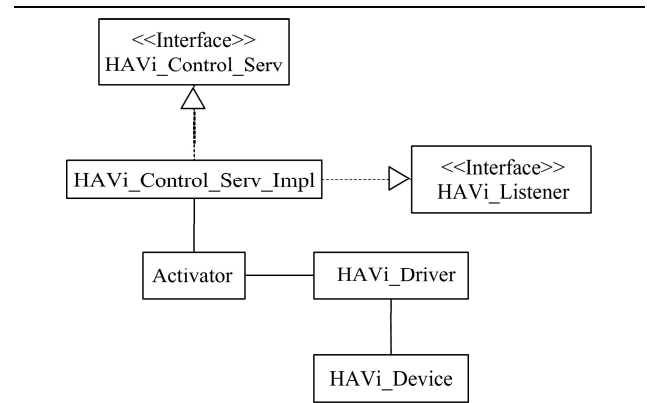 <<Interface>>
HAVi_Control_Serv
HAVi_Control_Serv_Impl
<<Interface>>
HAVi_Listener
Activator
HAVi_Driver
HAVi_Device